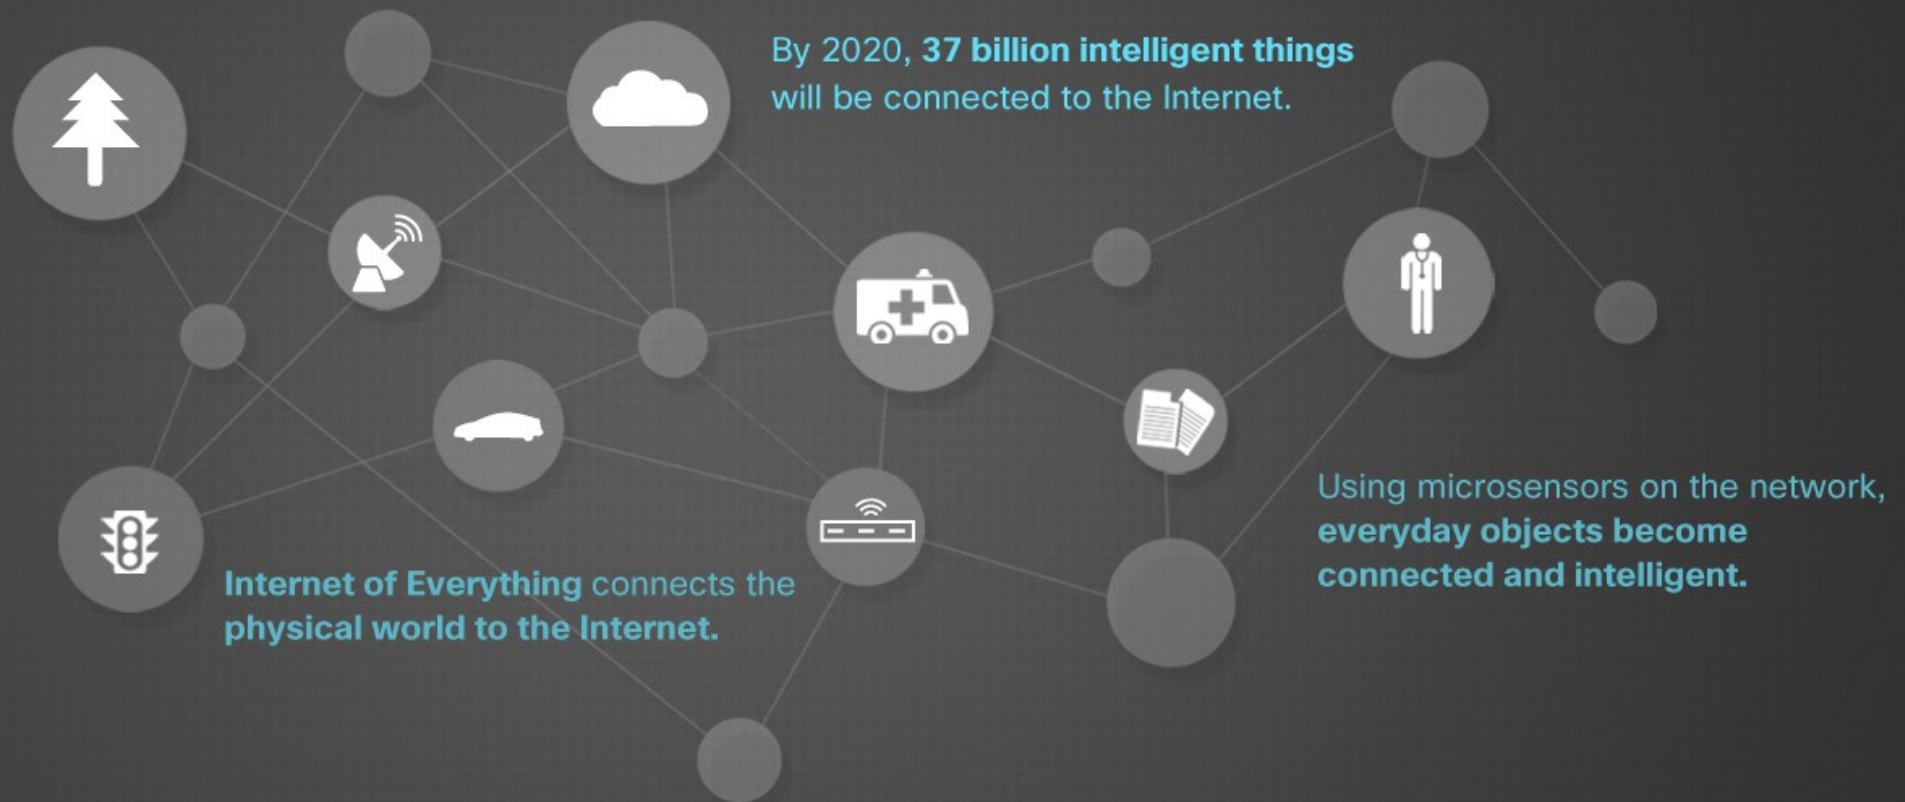 By 2020, 37 billion intelligent things
will be connected to the Internet.
Using microsensors on the network,
everyday objects become
connected and intelligent.
Internet of Everything connects the
physical world to the Internet.